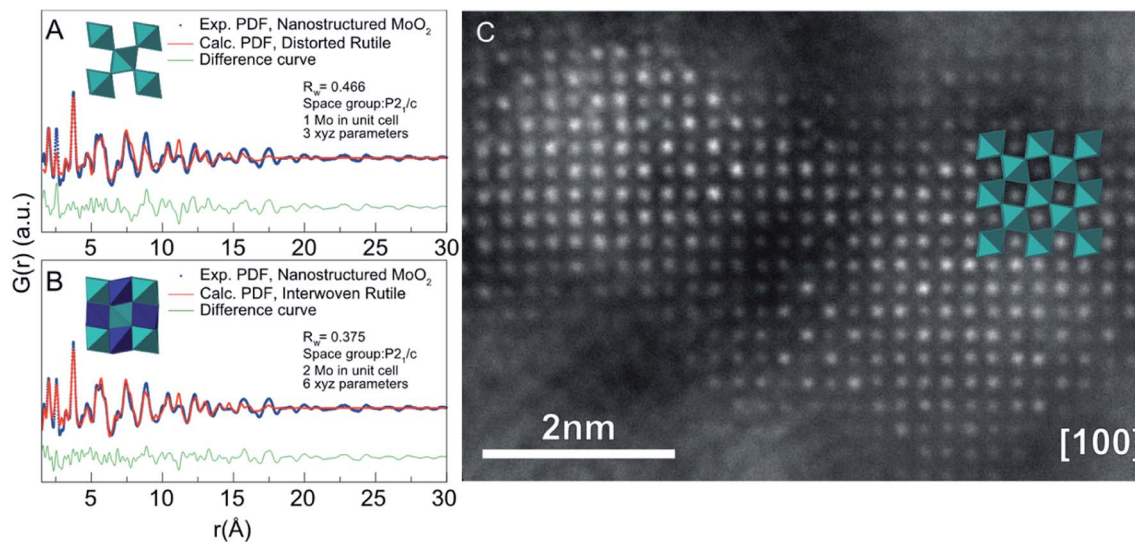 A
Exp. PDF, Nanostructured MoO₂
Calc. PDF, Distorted Rutile
Difference curve
R_w= 0.466
Space group:P2₁/c
1 Mo in unit cell
3 xyz parameters
5 10 15 20 25 30
B
Exp. PDF, Nanostructured MoO₂
Calc. PDF, Interwoven Rutile
Difference curve
R_w= 0.375
Space group:P2₁/c
2 Mo in unit cell
6 xyz parameters
5 10 15 20 25 30
G(r) (a.u.)
r(Å)
C
2nm
[100]